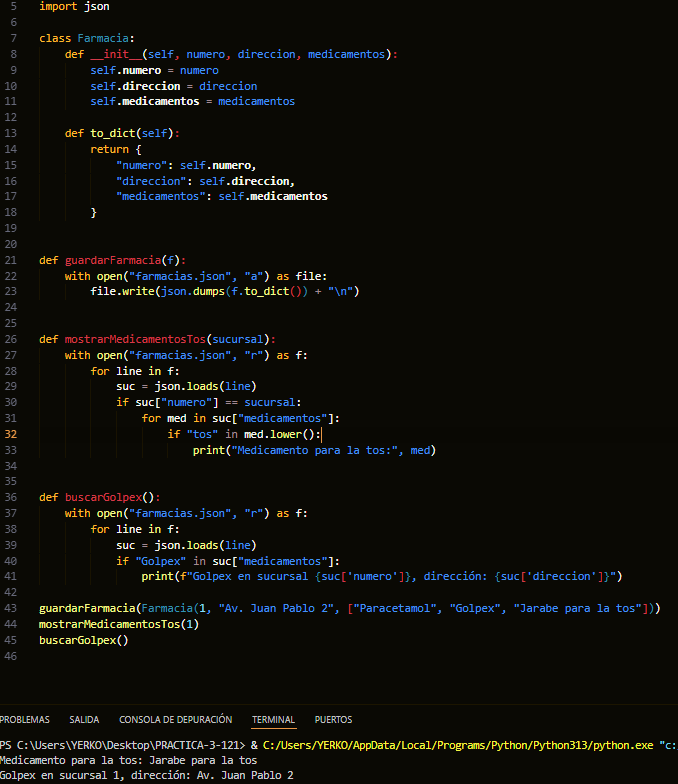 5 import json
6
7 class Farmacia:
8     def __init__(self, numero, direccion, medicamentos):
9         self.numero = numero
10         self.direccion = direccion
11         self.medicamentos = medicamentos
12
13     def to_dict(self):
14         return {
15             "numero": self.numero,
16             "direccion": self.direccion,
17             "medicamentos": self.medicamentos
18         }
19
20
21 def guardarFarmacia(f):
22     with open("farmacias.json", "a") as file:
23         file.write(json.dumps(f.to_dict()) + "\n")
24
25
26 def mostrarMedicamentosTos(sucursal):
27     with open("farmacias.json", "r") as f:
28         for line in f:
29             suc = json.loads(line)
30             if suc["numero"] == sucursal:
31                 for med in suc["medicamentos"]:
32                     if "tos" in med.lower():
33                         print("Medicamento para la tos:", med)
34
35
36 def buscarGolpex():
37     with open("farmacias.json", "r") as f:
38         for line in f:
39             suc = json.loads(line)
40             if "Golpex" in suc["medicamentos"]:
41                 print(f"Golpex en sucursal {suc['numero']}, dirección: {suc['direccion']}")
42
43 guardarFarmacia(Farmacia(1, "Av. Juan Pablo 2", ["Paracetamol", "Golpex", "Jarabe para la tos"]))
44 mostrarMedicamentosTos(1)
45 buscarGolpex()
46
PROBLEMAS SALIDA CONSOLA DE DEPURACIÓN TERMINAL PUERTOS
PS C:\Users\YERKO\Desktop\PRACTICA-3-121> & C:/Users/YERKO/AppData/Local/Programs/Python/Python313/python.exe "c:
Medicamento para la tos: Jarabe para la tos
Golpex en sucursal 1, dirección: Av. Juan Pablo 2